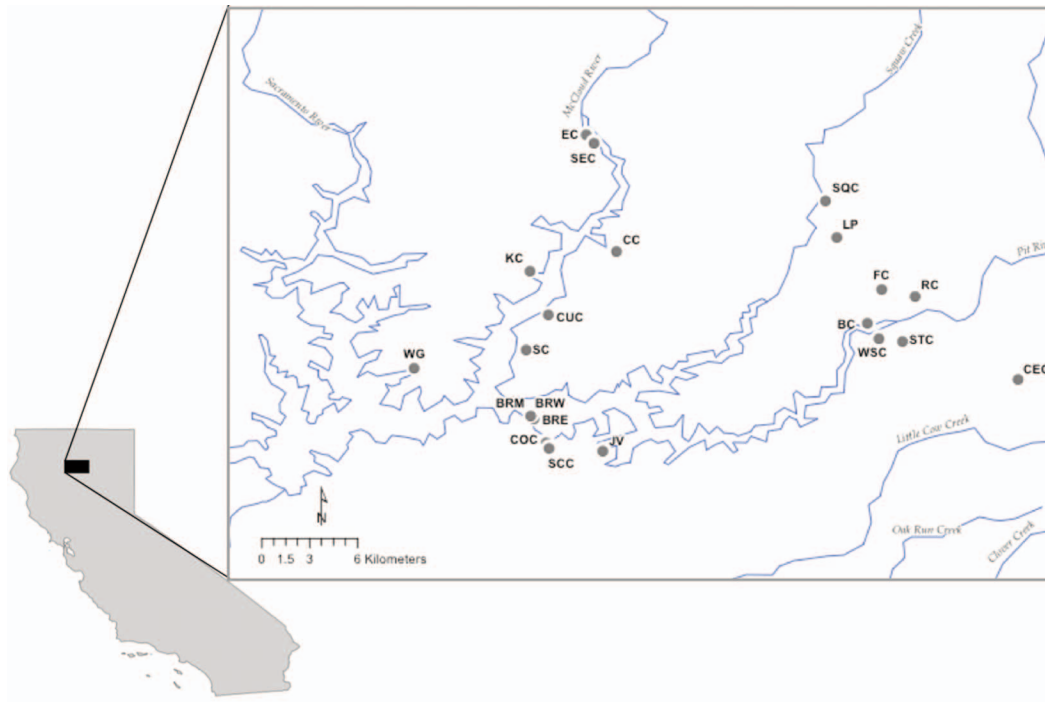 Sacramento River
McCloud River
Squaw Creek
EC
SEC
SQC
LP
CC
KC
Pit Riv
FC
RC
CUC
BC
WSC
STC
SC
WG
CEC
BRM
BRW
BRE
COC
JV
SCC
Little Cow Creek
Oak Run Creek
Clover Creek
N
0 1.5 3 6 Kilometers